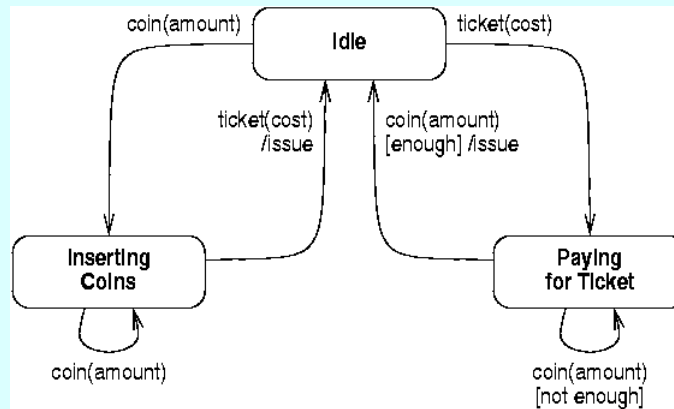 coin(amount)
Idle
ticket(cost)
ticket(cost)
/issue
coin(amount)
[enough] /issue
Inserting
Coins
Paying
for Ticket
coin(amount)
coin(amount)
[not enough]